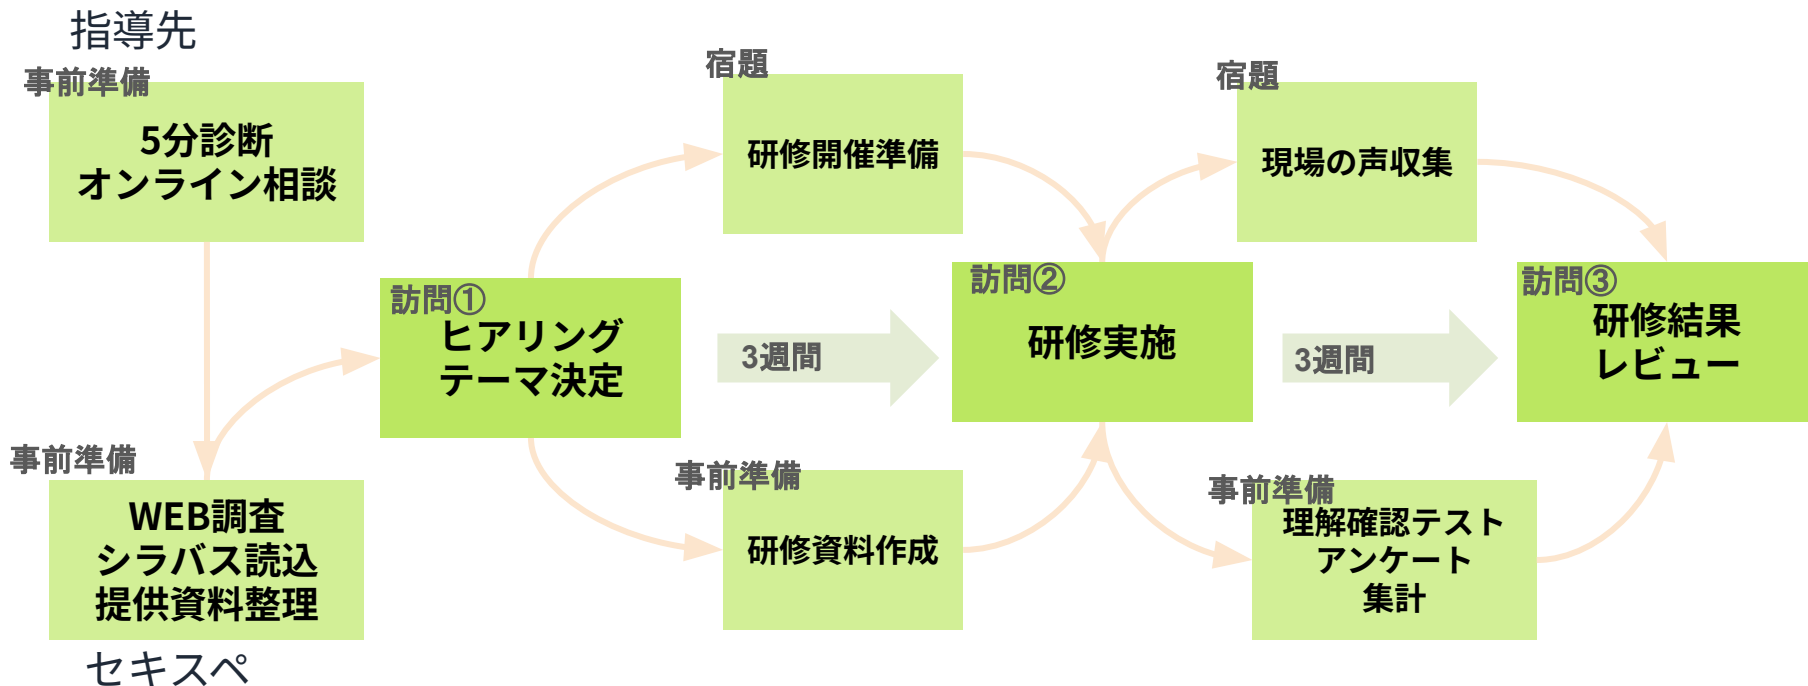 指導先
事前準備
5分診断
オンライン相談
事前準備
WEB調査
シラバス読込
提供資料整理
セキスペ
訪問①
ヒアリング
テーマ決定
宿題
研修開催準備
3週間
事前準備
研修資料作成
訪問②
研修実施
宿題
現場の声収集
3週間
事前準備
理解確認テスト
アンケート
集計
訪問③
研修結果
レビュー